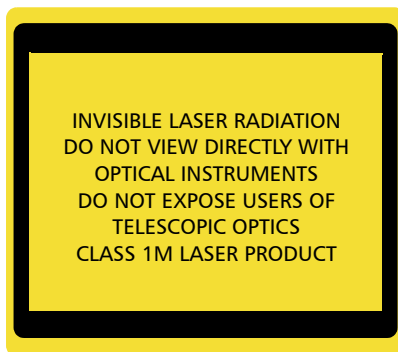 INVISIBLE LASER RADIATION
DO NOT VIEW DIRECTLY WITH
OPTICAL INSTRUMENTS
DO NOT EXPOSE USERS OF
TELESCOPIC OPTICS
CLASS 1M LASER PRODUCT